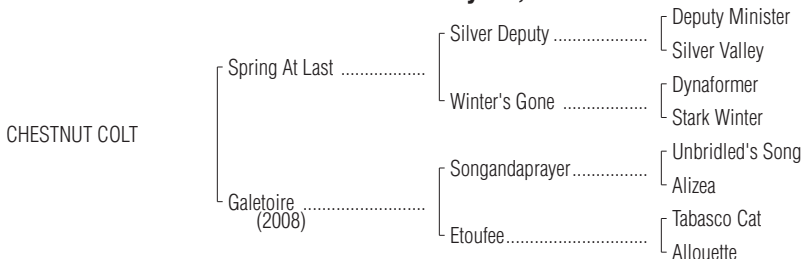 Deputy Minister
Silver Deputy ...................
Silver Valley
Spring At Last .................
Dynaformer
Winter's Gone .................
Stark Winter
CHESTNUT COLT
Unbridled's Song
Songandaprayer...............
Alizea
Galetoire .........................
(2008)
Tabasco Cat
Etoufee.............................
Allouette